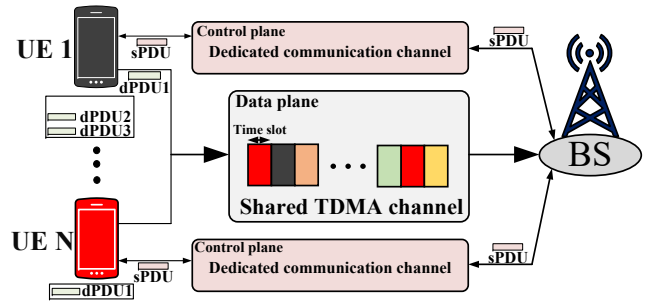 UE 1
sPDU
Control plane
Dedicated communication channel
sPDU
dPDU1
dPDU2
dPDU3
Data plane
Time slot
Shared TDMA channel
BS
UE N
sPDU
Control plane
Dedicated communication channel
sPDU
dPDU1